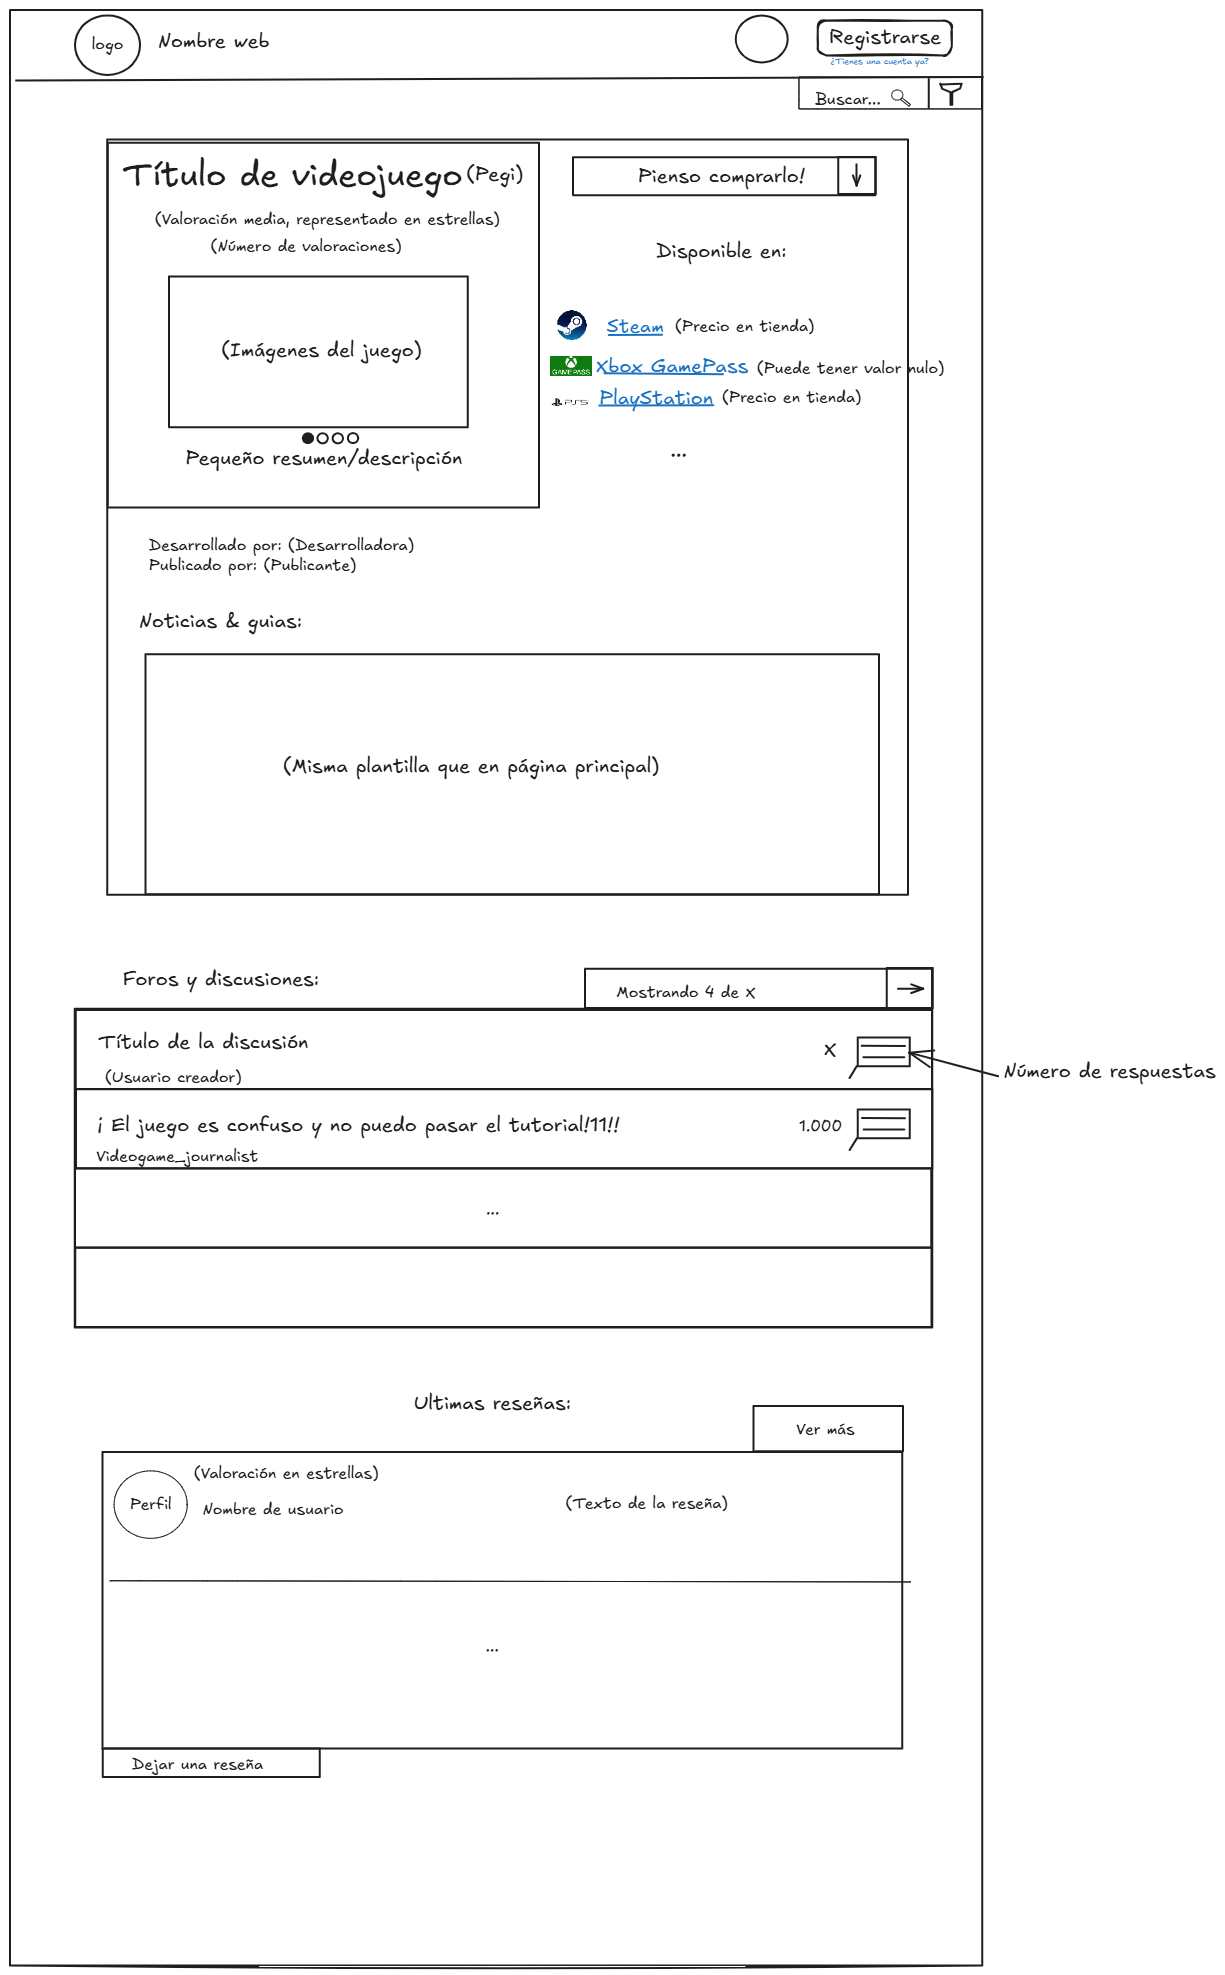 logo
Nombre web
Registrarse
¿Tienes una cuenta ya?
Buscar...
Título de videojuego (Pegi)
(Valoración media, representado en estrellas)
(Número de valoraciones)
(Imágenes del juego)
Pequeño resumen/descripción
Pienso comprarlo!
Disponible en:
Steam (Precio en tienda)
GAME PASS Xbox GamePass (Puede tener valor nulo)
PS5 PlayStation (Precio en tienda)
...
Desarrollado por: (Desarrolladora)
Publicado por: (Publicante)
Noticias & guias:
(Misma plantilla que en página principal)
Foros y discusiones:
Mostrando 4 de X
Título de la discusión
(Usuario creador)
X
Número de respuestas
¡ El juego es confuso y no puedo pasar el tutorial!11!!
Videogame_journalist
1.000
...
Ultimas reseñas:
Ver más
Perfil
(Valoración en estrellas)
Nombre de usuario
(Texto de la reseña)
...
Dejar una reseña